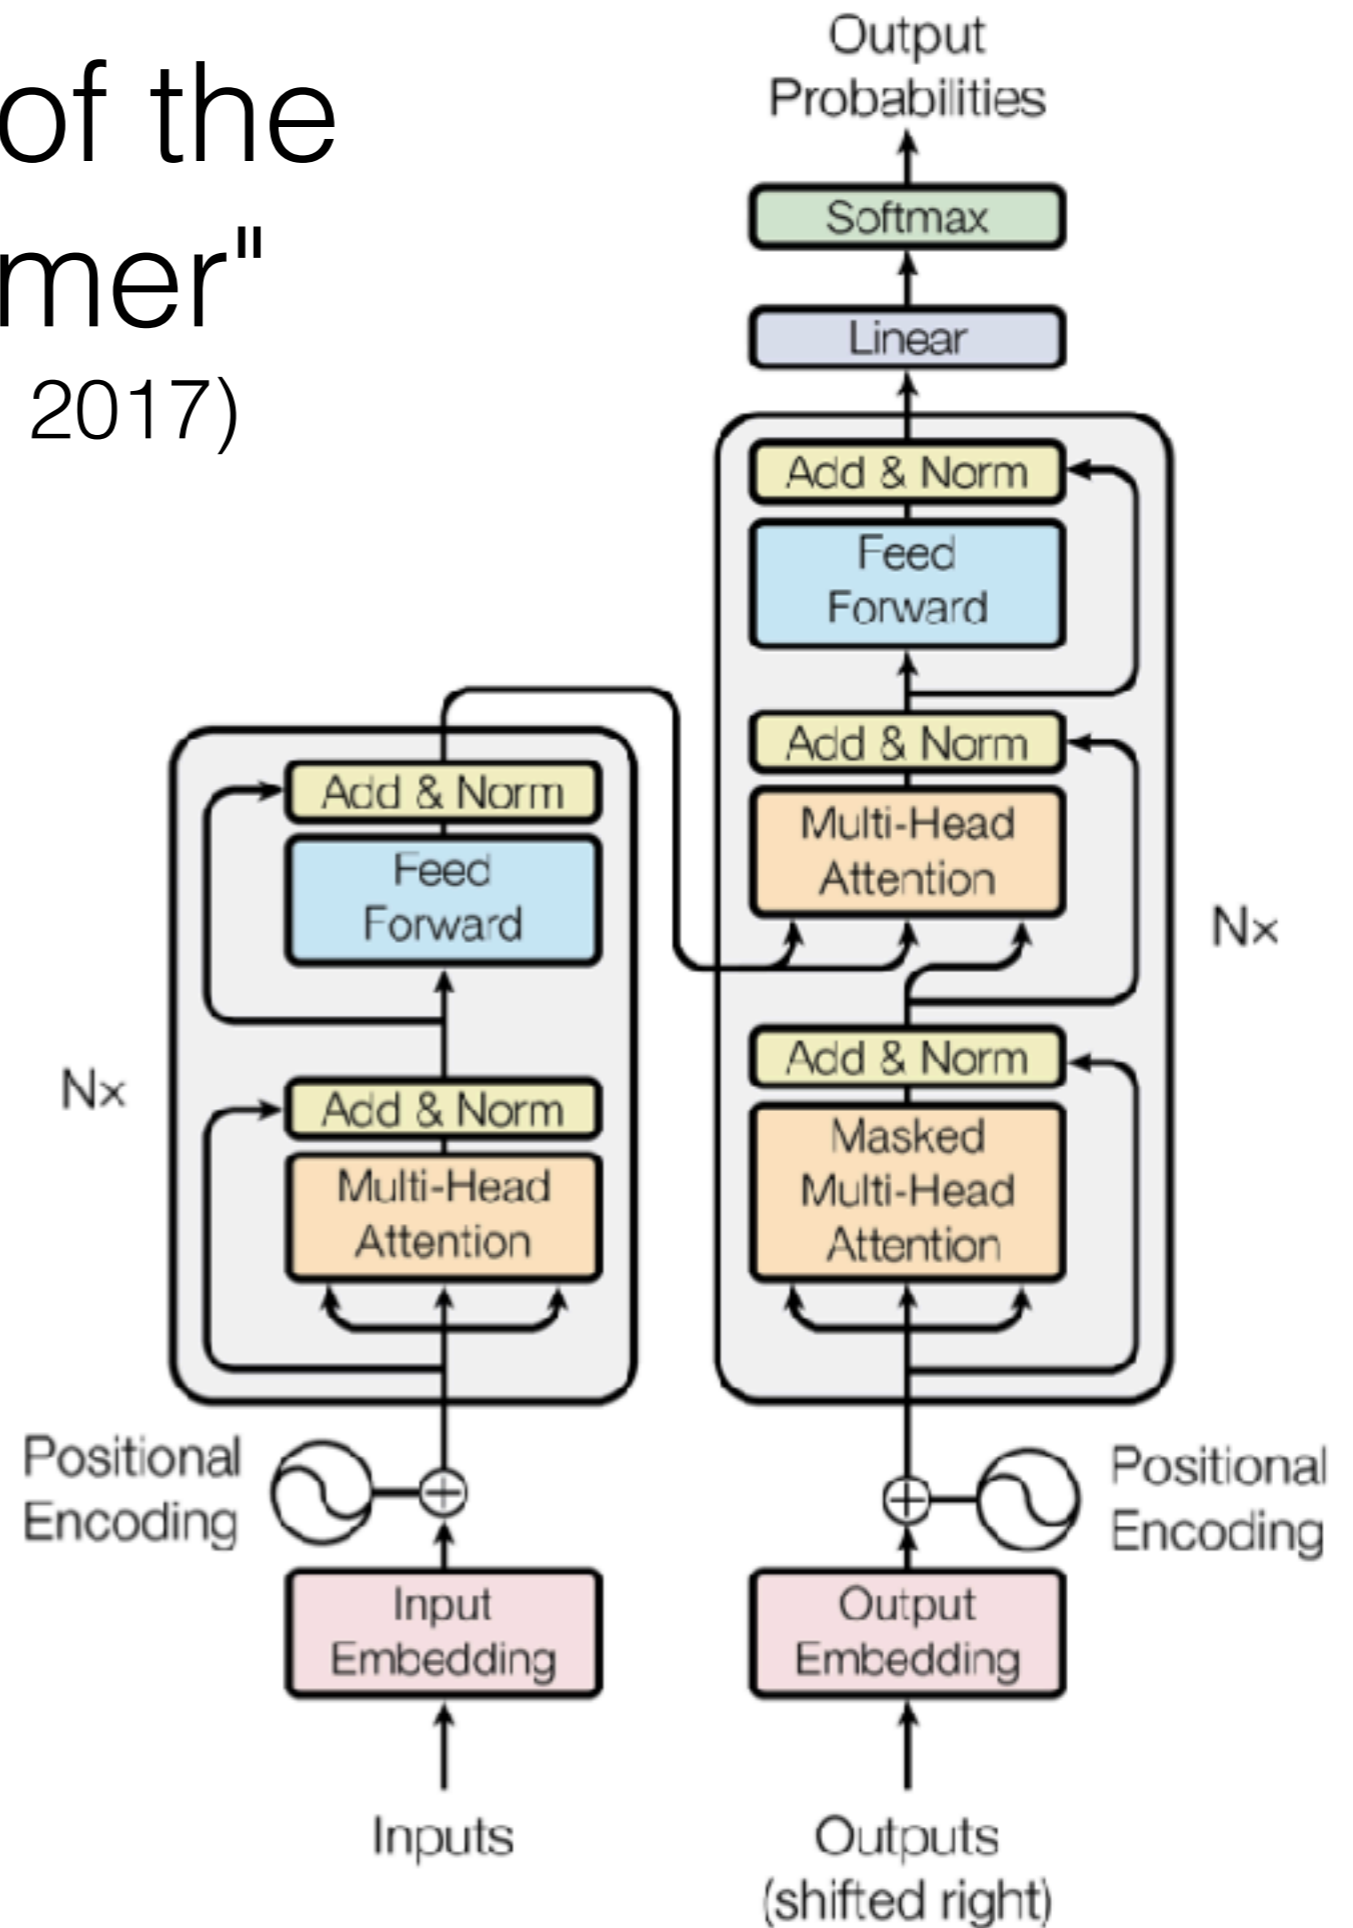 of the
mer"
2017)
Output
Probabilities
Softmax
Linear
Add & Norm
Feed
Forward
Add & Norm
Multi-Head
Attention
Nx
Add & Norm
Masked
Multi-Head
Attention
Add & Norm
Feed
Forward
Nx
Add & Norm
Multi-Head
Attention
Positional
Encoding
Positional
Encoding
Input
Embedding
Output
Embedding
Inputs
Outputs
(shifted right)